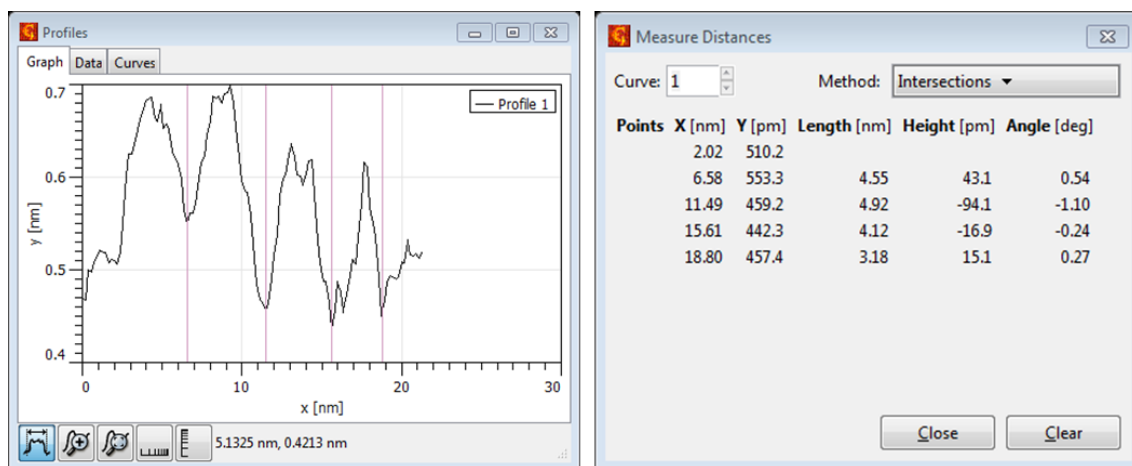 Profiles
Graph Data Curves
0.7
0.6
0.5
0.4
y [nm]
Profile 1
0 10 20 30
x [nm]
5.1325 nm, 0.4213 nm
Measure Distances
Curve: 1 Method: Intersections
Points X [nm] Y [pm] Length [nm] Height [pm] Angle [deg]
2.02 510.2
6.58 553.3 4.55 43.1 0.54
11.49 459.2 4.92 -94.1 -1.10
15.61 442.3 4.12 -16.9 -0.24
18.80 457.4 3.18 15.1 0.27
Close Clear